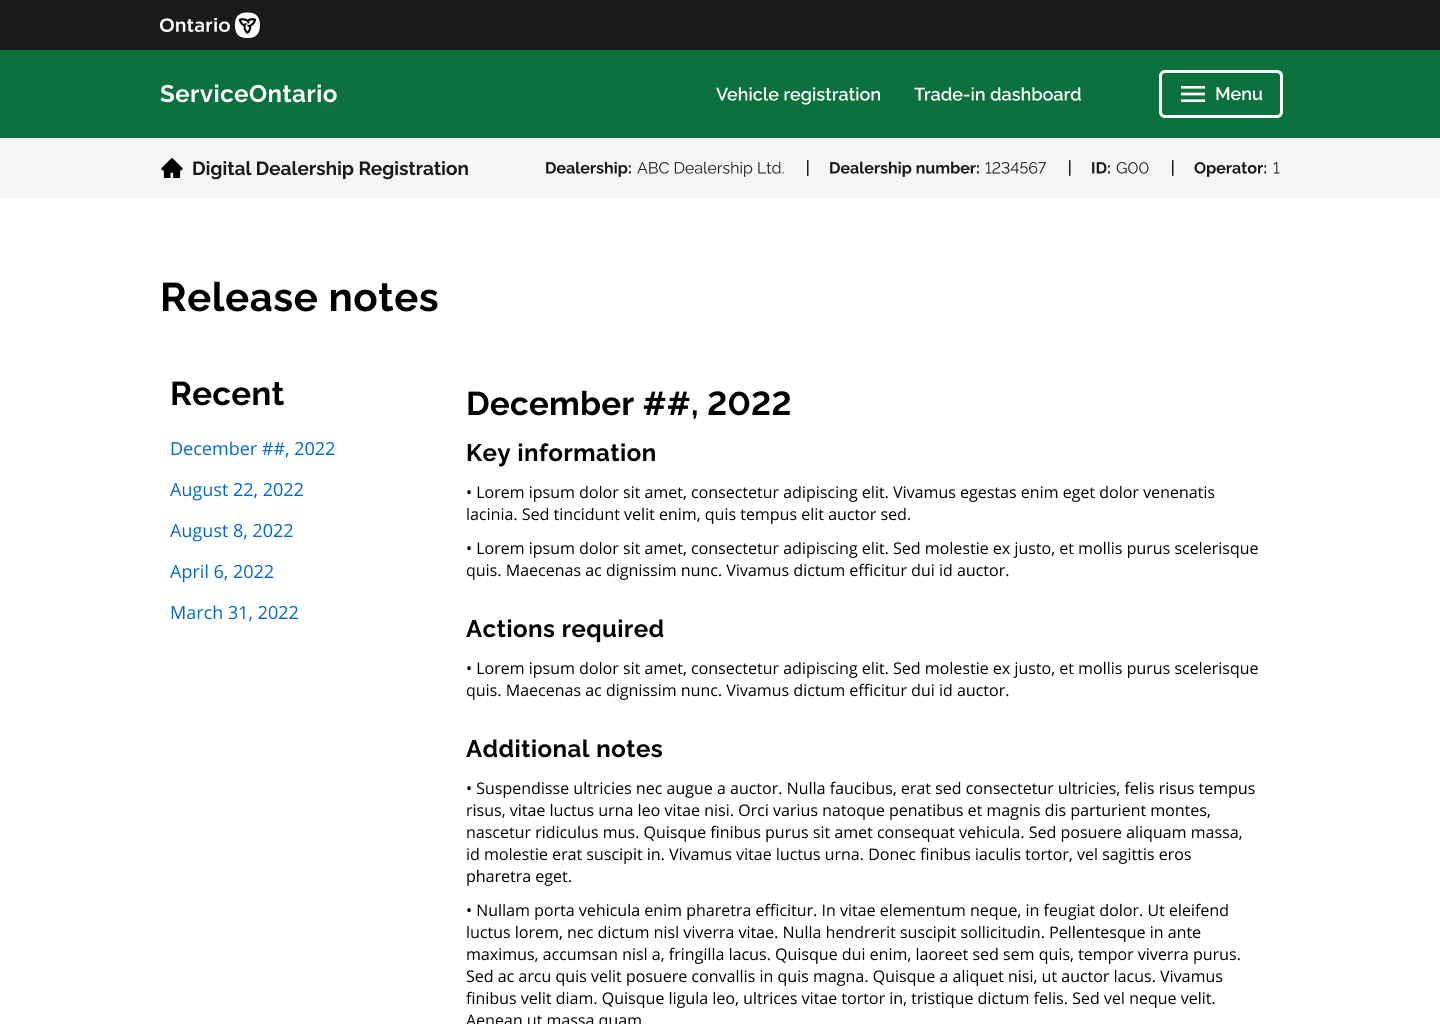 Ontario
ServiceOntario
Vehicle registration
Trade-in dashboard
Menu
Digital Dealership Registration
Dealership: ABC Dealership Ltd. | Dealership number: 1234567 | ID: G00 | Operator: 1
Release notes
Recent
December ##, 2022
August 22, 2022
August 8, 2022
April 6, 2022
March 31, 2022
December ##, 2022
Key information
• Lorem ipsum dolor sit amet, consectetur adipiscing elit. Vivamus egestas enim eget dolor venenatis
lacinia. Sed tincidunt velit enim, quis tempus elit auctor sed.
• Lorem ipsum dolor sit amet, consectetur adipiscing elit. Sed molestie ex justo, et mollis purus scelerisque
quis. Maecenas ac dignissim nunc. Vivamus dictum efficitur dui id auctor.
Actions required
• Lorem ipsum dolor sit amet, consectetur adipiscing elit. Sed molestie ex justo, et mollis purus scelerisque
quis. Maecenas ac dignissim nunc. Vivamus dictum efficitur dui id auctor.
Additional notes
• Suspendisse ultricies nec augue a auctor. Nulla faucibus, erat sed consectetur ultricies, felis risus tempus
risus, vitae luctus urna leo vitae nisi. Orci varius natoque penatibus et magnis dis parturient montes,
nascetur ridiculus mus. Quisque finibus purus sit amet consequat vehicula. Sed posuere aliquam massa,
id molestie erat suscipit in. Vivamus vitae luctus urna. Donec finibus iaculis tortor, vel sagittis eros
pharetra eget.
• Nullam porta vehicula enim pharetra efficitur. In vitae elementum neque, in feugiat dolor. Ut eleifend
luctus lorem, nec dictum nisl viverra vitae. Nulla hendrerit suscipit sollicitudin. Pellentesque in ante
maximus, accumsan nisl a, fringilla lacus. Quisque dui enim, laoreet sed sem quis, tempor viverra purus.
Sed ac arcu quis velit posuere convallis in quis magna. Quisque a aliquet nisi, ut auctor lacus. Vivamus
finibus velit diam. Quisque ligula leo, ultrices vitae tortor in, tristique dictum felis. Sed vel neque velit.
Aenean ut massa quam.